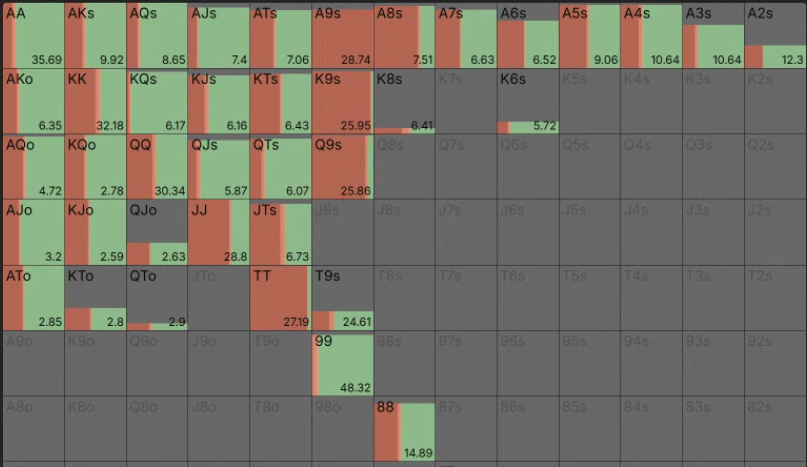 AA AKs AQs AJs ATs A9s A8s A7s A6s A5s A4s A3s A2s
35.69 9.92 8.65 7.4 7.06 28.74 7.51 6.63 6.52 9.06 10.64 10.64 12.3
AKo KK KQs KJs KTs K9s K8s K7s K6s K5s K4s K3s K2s
6.35 32.18 6.17 6.16 6.43 25.95 6.41 5.72
AQo KQo QQ QJs QTs Q9s Q8s Q7s Q6s Q5s Q4s Q3s Q2s
4.72 2.78 30.34 5.87 6.07 25.86
AJo KJo QJo JJ JTs J9s J8s J7s J6s J5s J4s J3s J2s
3.2 2.59 2.63 28.8 6.73
ATo KTo QTo JTo TT T9s T8s T7s T6s T5s T4s T3s T2s
2.85 2.8 2.9 27.19 24.61
A9o K9o Q9o J9o T9o 99 98s 97s 96s 95s 94s 93s 92s
48.32
A8o K8o Q8o J8o T8o 98o 88 87s 86s 85s 84s 83s 82s
14.89